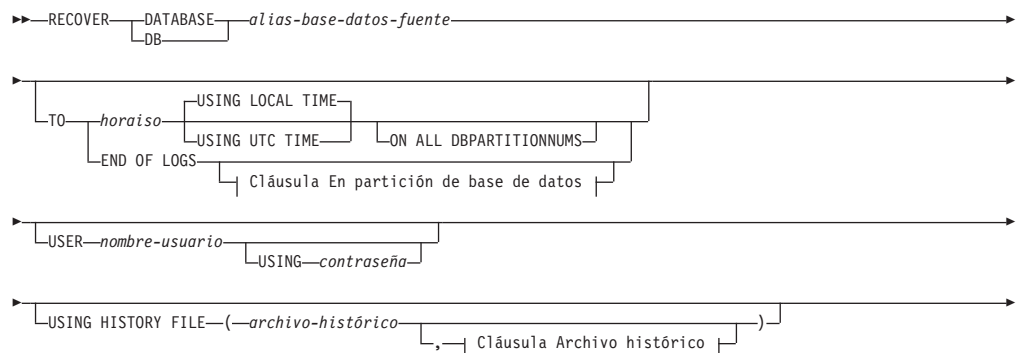 RECOVER DATABASE alias-base-datos-fuente
DB
USING LOCAL TIME
TO horaiso
USING UTC TIME ON ALL DBPARTITIONNUMS
END OF LOGS
Cláusula En partición de base de datos
USER nombre-usuario
USING contraseña
USING HISTORY FILE ( archivo-histórico )
, Cláusula Archivo histórico